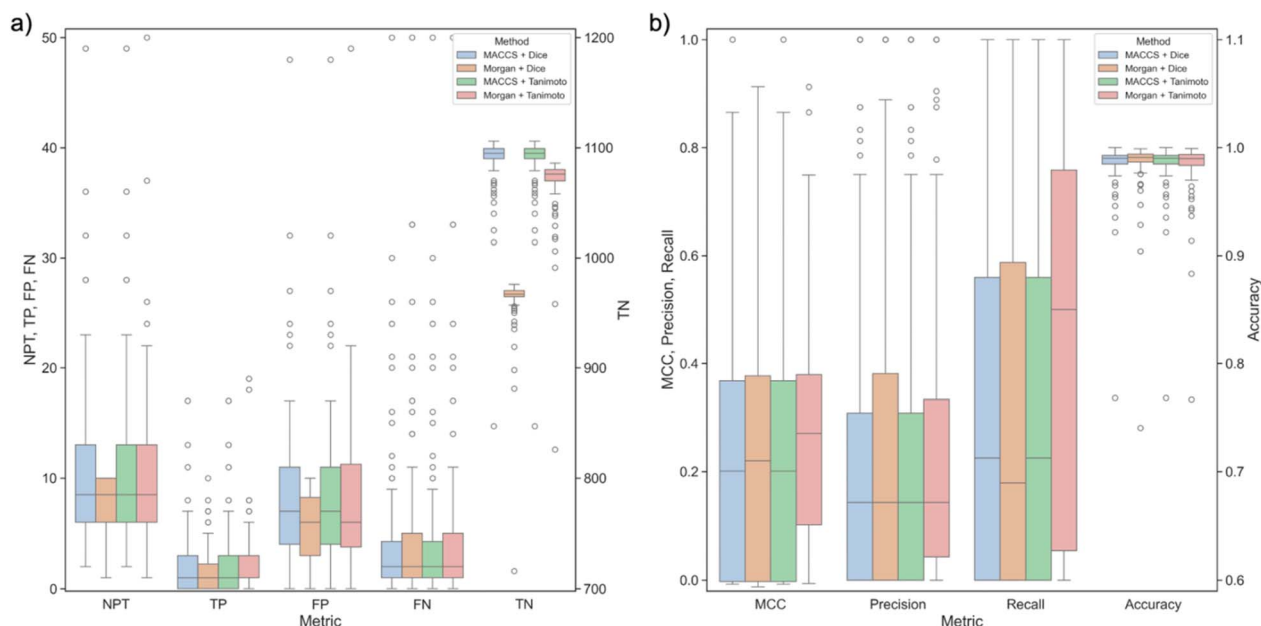 a)
50
40
30
20
10
0
NPT, TP, FP, FN
1200
1100
1000
900
800
700
TN
Method
MACCS + Dice
Morgan + Dice
MACCS + Tanimoto
Morgan + Tanimoto
NPT TP FP FN TN
Metric
b)
1.0
0.8
0.6
0.4
0.2
0.0
MCC, Precision, Recall
1.1
1.0
0.9
0.8
0.7
0.6
Accuracy
Method
MACCS + Dice
Morgan + Dice
MACCS + Tanimoto
Morgan + Tanimoto
MCC Precision Recall Accuracy
Metric